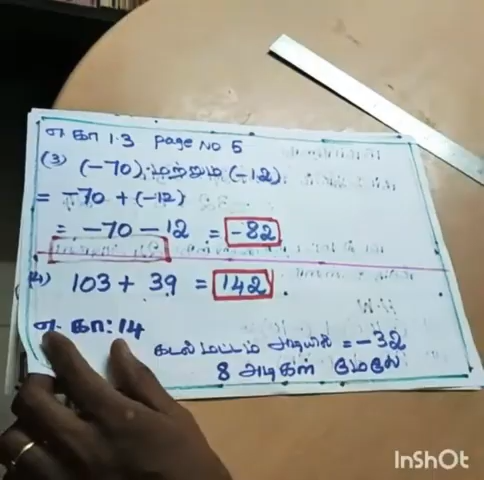 எ.கா 1.3 Page No 5
(3) (-70) மற்றும் (-12)
= -70 + (-12)
= -70 - 12 = -82
(4) 103 + 39 = 142
எ. கா: 14
கடல் மட்டம் அடியில் = -32
8 அடிகள் மேலே
InShOt